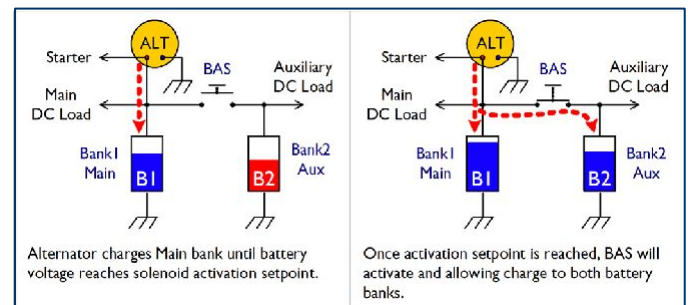 ALT
Starter
BAS
Auxiliary
DC Load
Main
DC Load
Bank1
Main
B1
B2
Bank2
Aux
Alternator charges Main bank until battery
voltage reaches solenoid activation setpoint.
ALT
Starter
BAS
Auxiliary
DC Load
Main
DC Load
Bank1
Main
B1
B2
Bank2
Aux
Once activation setpoint is reached, BAS will
activate and allowing charge to both battery
banks.